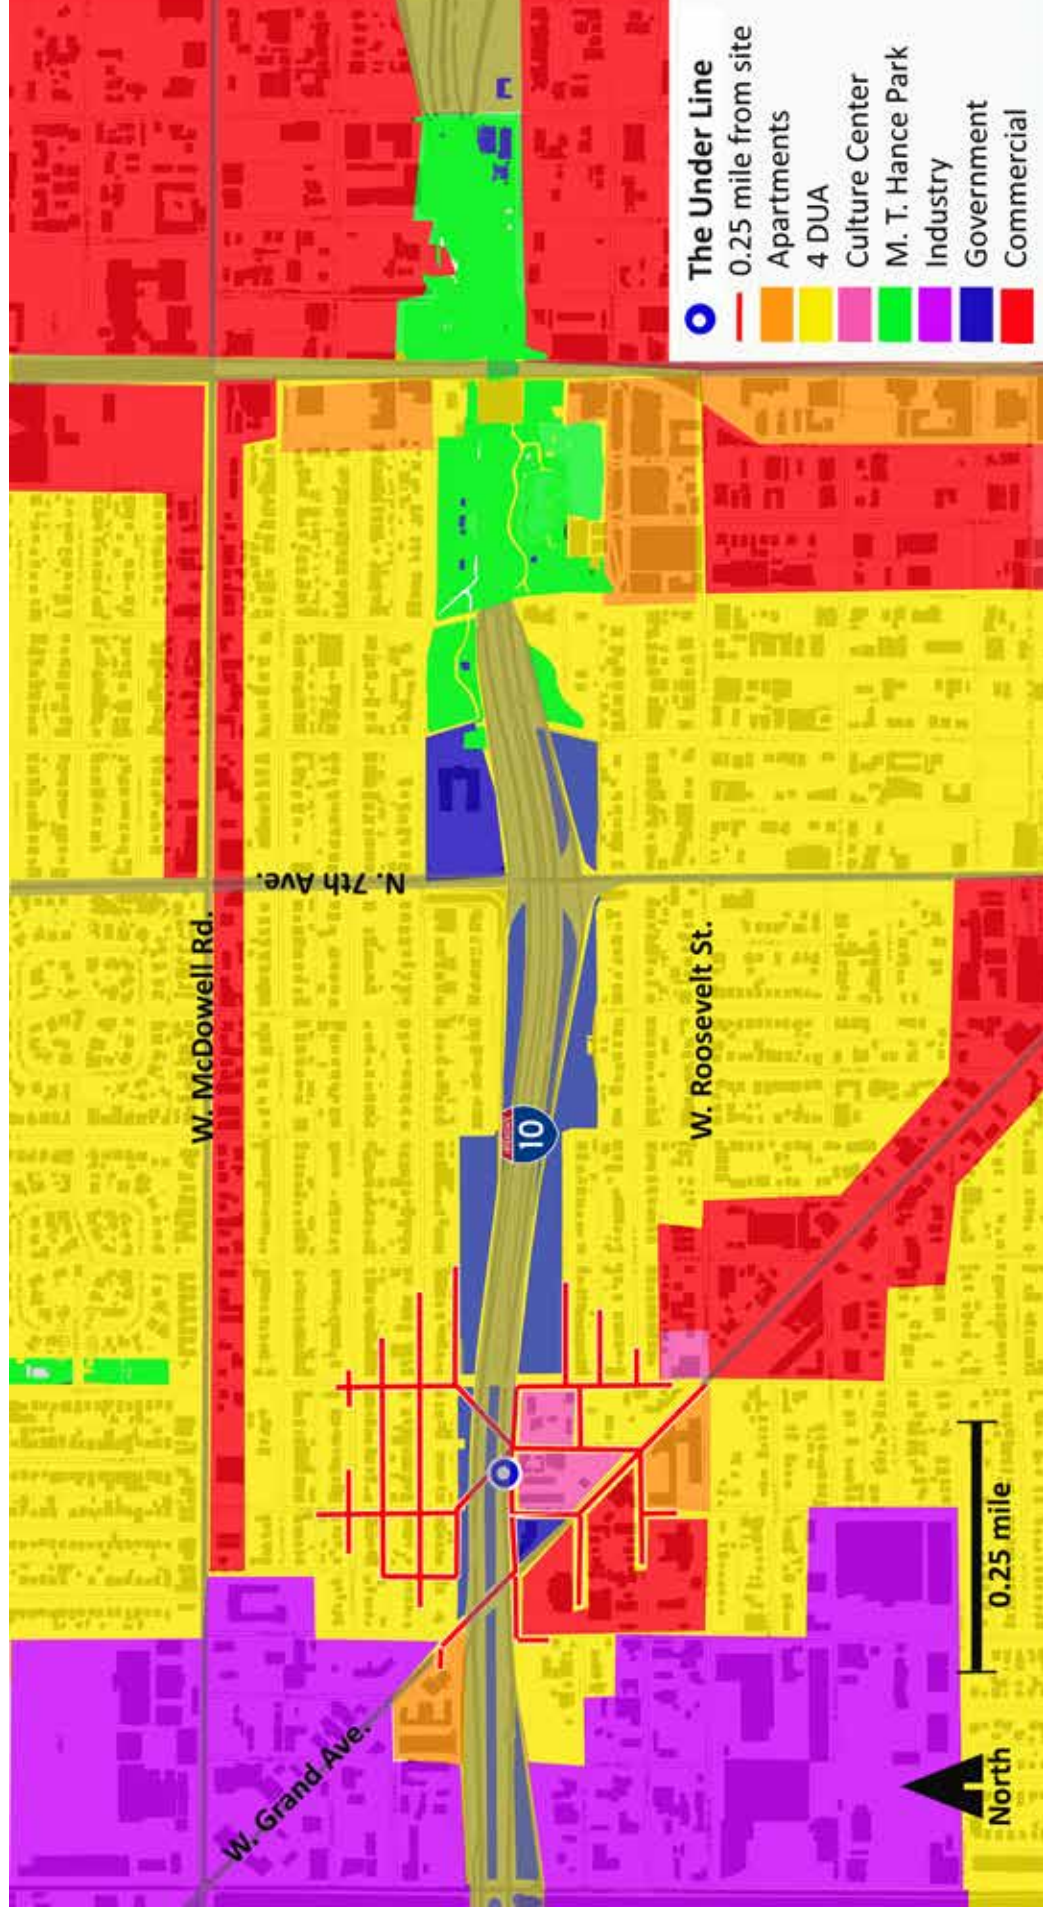 The Under Line
0.25 mile from site
Apartments
4 DUA
Culture Center
M. T. Hance Park
Industry
Government
Commercial
W. McDowell Rd.
N. 7th Ave.
W. Roosevelt St.
10
W. Grand Ave.
0.25 mile
North